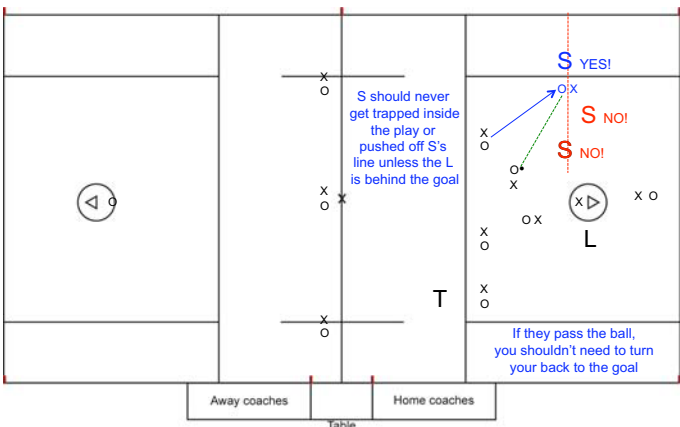 S YES!
O X
X
O
S should never
get trapped inside
the play or
pushed off S's
line unless the L
is behind the goal
S NO!
X
O
S NO!
O
X
X
O
X
O
X
X
X O
O X
L
X
O
T
X
O
X
O
If they pass the ball,
you shouldn't need to turn
your back to the goal
Away coaches
Home coaches
Table